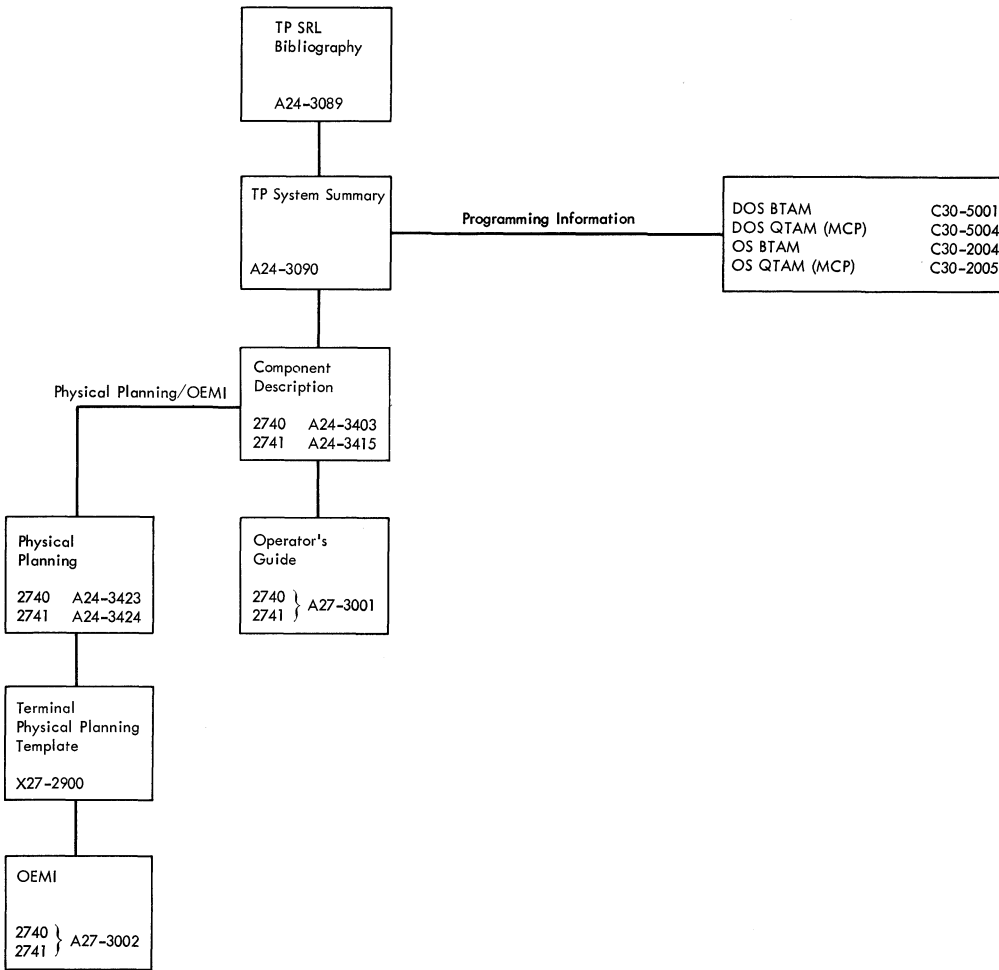 TP SRL
Bibliography
A24-3089
TP System Summary
A24-3090
Programming Information
DOS BTAM C30-5001
DOS QTAM (MCP) C30-5004
OS BTAM C30-2004
OS QTAM (MCP) C30-2005
Component
Description
2740 A24-3403
2741 A24-3415
Physical Planning/OEMI
Physical
Planning
2740 A24-3423
2741 A24-3424
Operator's
Guide
2740 } A27-3001
2741
Terminal
Physical Planning
Template
X27-2900
OEMI
2740 } A27-3002
2741